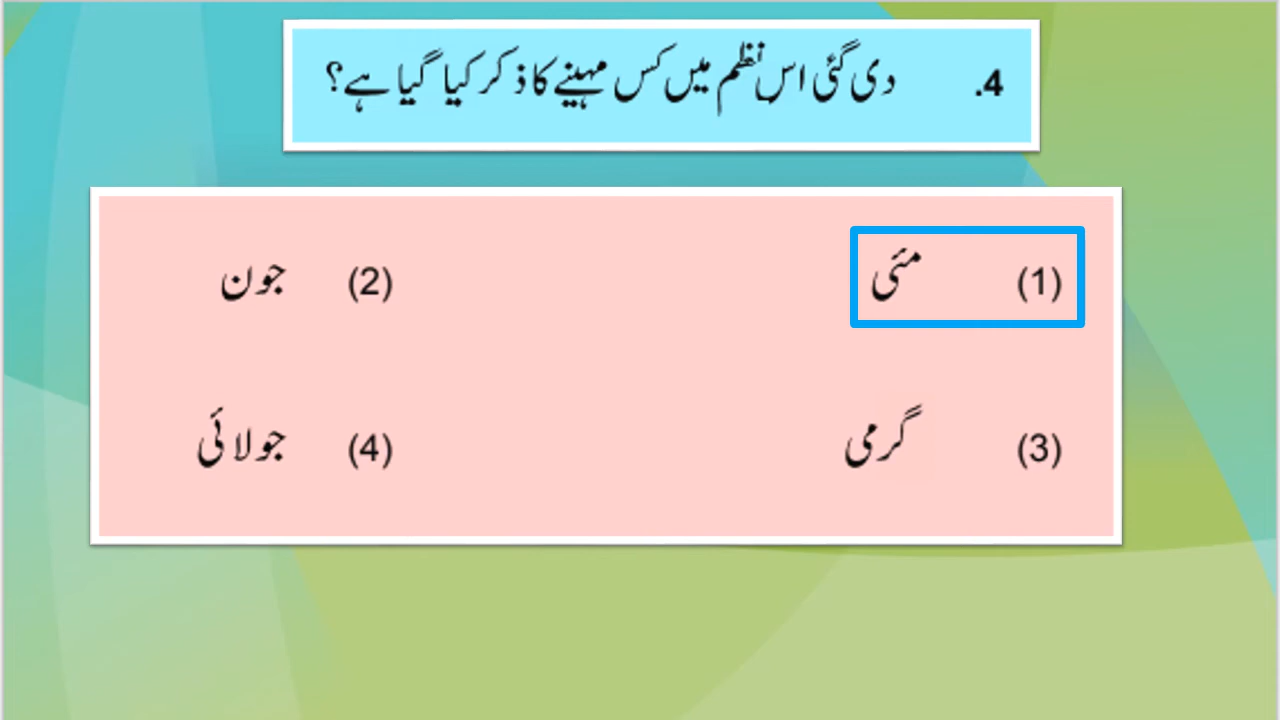 4. دی گئی اس نظم میں کس مہینے کا ذکر کیا گیا ہے؟
(1) مئی (2) جون
(3) گرمی (4) جولائی